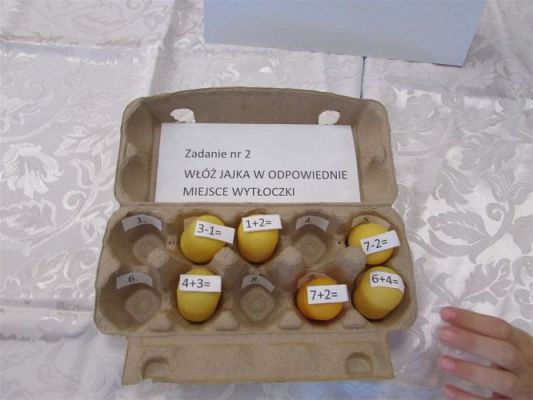 Zadanie nr 2
WŁÓŻ JAJKA W ODPOWIEDNIE
MIEJSCE WYTŁOCZKI
1. 3-1= 1+2= 4. 5. 7-2=
6. 4+3= 8. 9. 7+2= 6+4=